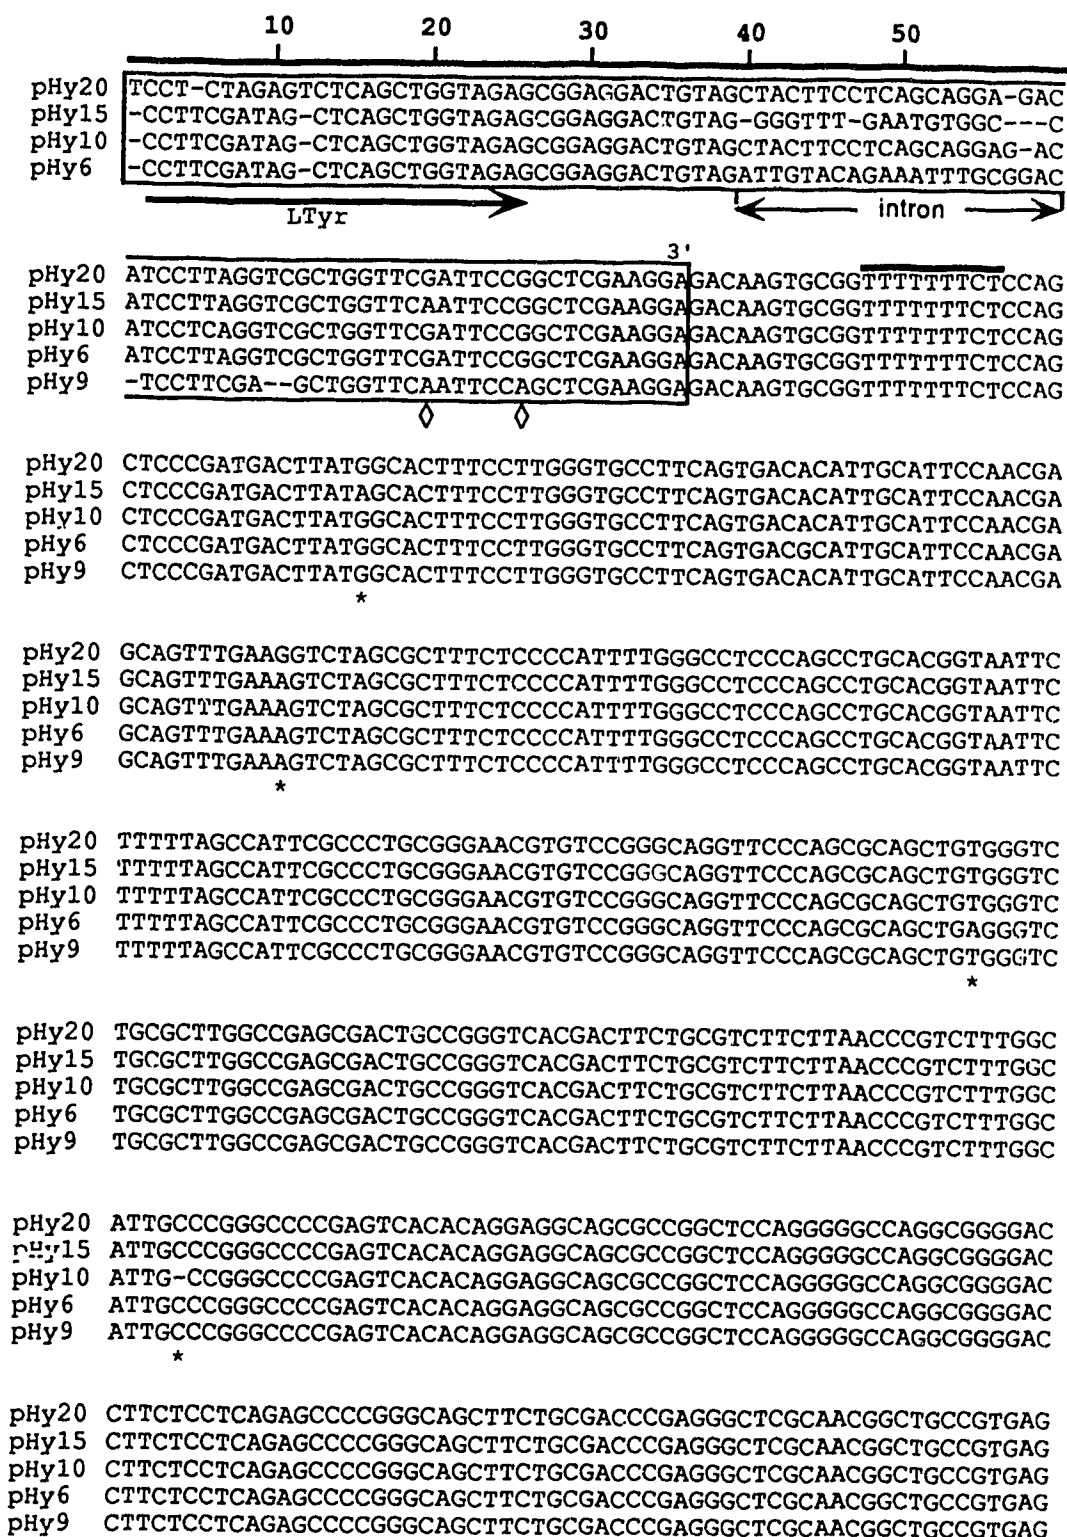 10 20 30 40 50
pHy20 TCCT-CTAGAGTCTCAGCTGGTAGAGCGGAGGACTGTAGCTACTTCCTCAGCAGGA-GAC
pHy15 -CCTTCGATAG-CTCAGCTGGTAGAGCGGAGGACTGTAG-GGGTTT-GAATGTGGC---C
pHy10 -CCTTCGATAG-CTCAGCTGGTAGAGCGGAGGACTGTAGCTACTTCCTCAGCAGGAG-AC
pHy6 -CCTTCGATAG-CTCAGCTGGTAGAGCGGAGGACTGTAGATTGTACAGAAATTTGCGGAC
LTyr intron
3'
pHy20 ATCCTTAGGTCGCTGGTTCGATTCCGGCTCGAAGGAGACAAGTGCGGTTTTTTTCTCCAG
pHy15 ATCCTTAGGTCGCTGGTTCAATTCCGGCTCGAAGGAGACAAGTGCGGTTTTTTTCTCCAG
pHy10 ATCCTCAGGTCGCTGGTTCGATTCCGGCTCGAAGGAGACAAGTGCGGTTTTTTTCTCCAG
pHy6 ATCCTTAGGTCGCTGGTTCGATTCCGGCTCGAAGGAGACAAGTGCGGTTTTTTTCTCCAG
pHy9 -TCCTTCGA--GCTGGTTCAATTCCAGCTCGAAGGAGACAAGTGCGGTTTTTTTCTCCAG
◊ ◊
pHy20 CTCCCGATGACTTATGGCACTTTCCTTGGGTGCCTTCAGTGACACATTGCATTCCAACGA
pHy15 CTCCCGATGACTTATAGCACTTTCCTTGGGTGCCTTCAGTGACACATTGCATTCCAACGA
pHy10 CTCCCGATGACTTATGGCACTTTCCTTGGGTGCCTTCAGTGACACATTGCATTCCAACGA
pHy6 CTCCCGATGACTTATGGCACTTTCCTTGGGTGCCTTCAGTGACGCATTGCATTCCAACGA
pHy9 CTCCCGATGACTTATGGCACTTTCCTTGGGTGCCTTCAGTGACACATTGCATTCCAACGA
*
pHy20 GCAGTTTGAAGGTCTAGCGCTTTCTCCCCATTTTGGGCCTCCCAGCCTGCACGGTAATTC
pHy15 GCAGTTTGAAAGTCTAGCGCTTTCTCCCCATTTTGGGCCTCCCAGCCTGCACGGTAATTC
pHy10 GCAGTTTGAAAGTCTAGCGCTTTCTCCCCATTTTGGGCCTCCCAGCCTGCACGGTAATTC
pHy6 GCAGTTTGAAAGTCTAGCGCTTTCTCCCCATTTTGGGCCTCCCAGCCTGCACGGTAATTC
pHy9 GCAGTTTGAAAGTCTAGCGCTTTCTCCCCATTTTGGGCCTCCCAGCCTGCACGGTAATTC
*
pHy20 TTTTTAGCCATTCGCCCTGCGGGAACGTGTCCGGGCAGGTTCCCAGCGCAGCTGTGGGTC
pHy15 TTTTTAGCCATTCGCCCTGCGGGAACGTGTCCGGGCAGGTTCCCAGCGCAGCTGTGGGTC
pHy10 TTTTTAGCCATTCGCCCTGCGGGAACGTGTCCGGGCAGGTTCCCAGCGCAGCTGTGGGTC
pHy6 TTTTTAGCCATTCGCCCTGCGGGAACGTGTCCGGGCAGGTTCCCAGCGCAGCTGAGGGTC
pHy9 TTTTTAGCCATTCGCCCTGCGGGAACGTGTCCGGGCAGGTTCCCAGCGCAGCTGTGGGTC
*
pHy20 TGCGCTTGGCCGAGCGACTGCCGGGTCACGACTTCTGCGTCTTCTTAACCCGTCTTTGGC
pHy15 TGCGCTTGGCCGAGCGACTGCCGGGTCACGACTTCTGCGTCTTCTTAACCCGTCTTTGGC
pHy10 TGCGCTTGGCCGAGCGACTGCCGGGTCACGACTTCTGCGTCTTCTTAACCCGTCTTTGGC
pHy6 TGCGCTTGGCCGAGCGACTGCCGGGTCACGACTTCTGCGTCTTCTTAACCCGTCTTTGGC
pHy9 TGCGCTTGGCCGAGCGACTGCCGGGTCACGACTTCTGCGTCTTCTTAACCCGTCTTTGGC
pHy20 ATTGCCCGGGCCCCGAGTCACACAGGAGGCAGCGCCGGCTCCAGGGGGCCAGGCGGGGAC
pHy15 ATTGCCCGGGCCCCGAGTCACACAGGAGGCAGCGCCGGCTCCAGGGGGCCAGGCGGGGAC
pHy10 ATTG-CCGGGCCCCGAGTCACACAGGAGGCAGCGCCGGCTCCAGGGGGCCAGGCGGGGAC
pHy6 ATTGCCCGGGCCCCGAGTCACACAGGAGGCAGCGCCGGCTCCAGGGGGCCAGGCGGGGAC
pHy9 ATTGCCCGGGCCCCGAGTCACACAGGAGGCAGCGCCGGCTCCAGGGGGCCAGGCGGGGAC
*
pHy20 CTTCTCCTCAGAGCCCCGGGCAGCTTCTGCGACCCGAGGGCTCGCAACGGCTGCCGTGAG
pHy15 CTTCTCCTCAGAGCCCCGGGCAGCTTCTGCGACCCGAGGGCTCGCAACGGCTGCCGTGAG
pHy10 CTTCTCCTCAGAGCCCCGGGCAGCTTCTGCGACCCGAGGGCTCGCAACGGCTGCCGTGAG
pHy6 CTTCTCCTCAGAGCCCCGGGCAGCTTCTGCGACCCGAGGGCTCGCAACGGCTGCCGTGAG
pHy9 CTTCTCCTCAGAGCCCCGGGCAGCTTCTGCGACCCGAGGGCTCGCAACGGCTGCCGTGAG